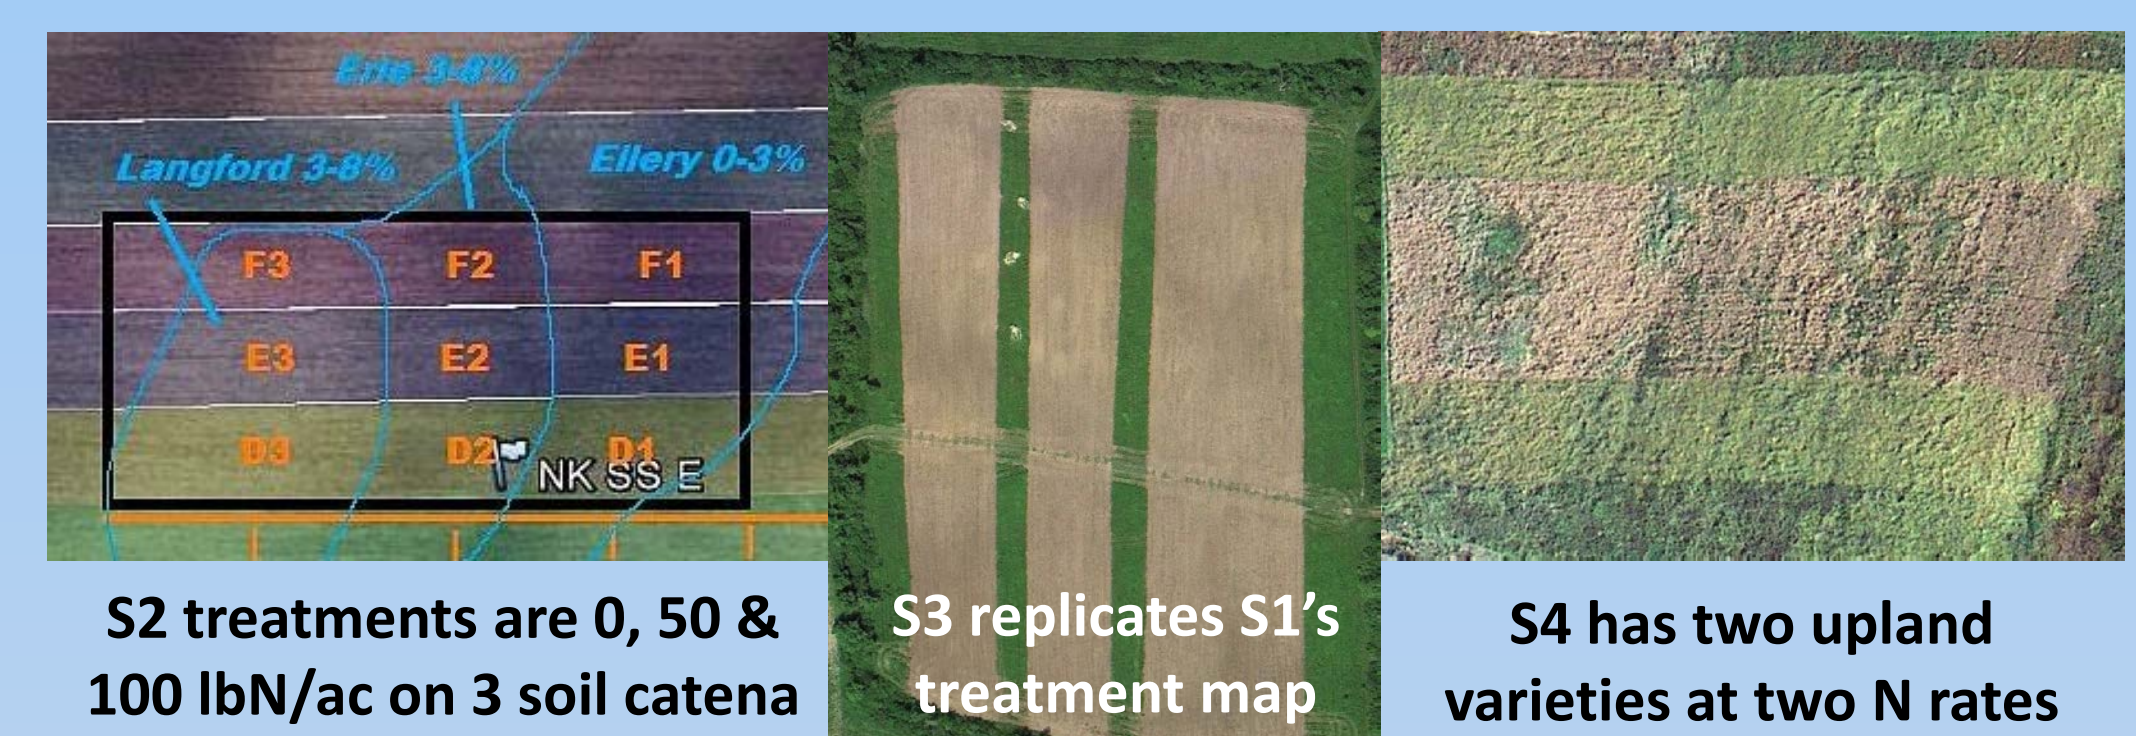 Erie 3-8%
Langford 3-8%
Ellery 0-3%
F3 F2 F1
E3 E2 E1
D3 D2 D1
NK SS E
S2 treatments are 0, 50 &
100 lbN/ac on 3 soil catena
S3 replicates S1’s
treatment map
S4 has two upland
varieties at two N rates